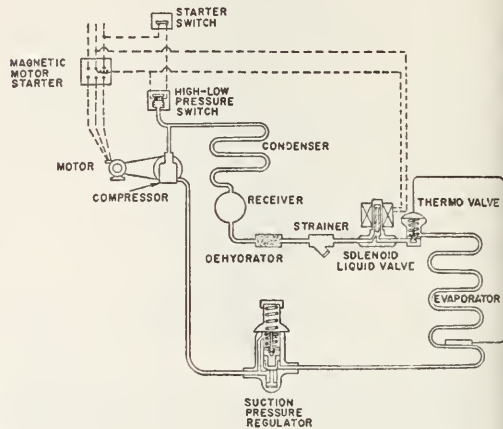 STARTER
SWITCH
MAGNETIC
MOTOR
STARTER
HIGH-LOW
PRESSURE
SWITCH
CONDENSER
MOTOR
COMPRESSOR
RECEIVER
THERMO VALVE
STRAINER
DEHYDRATOR
SOLENOID
LIQUID VALVE
EVAPORATOR
SUCTION
PRESSURE
REGULATOR